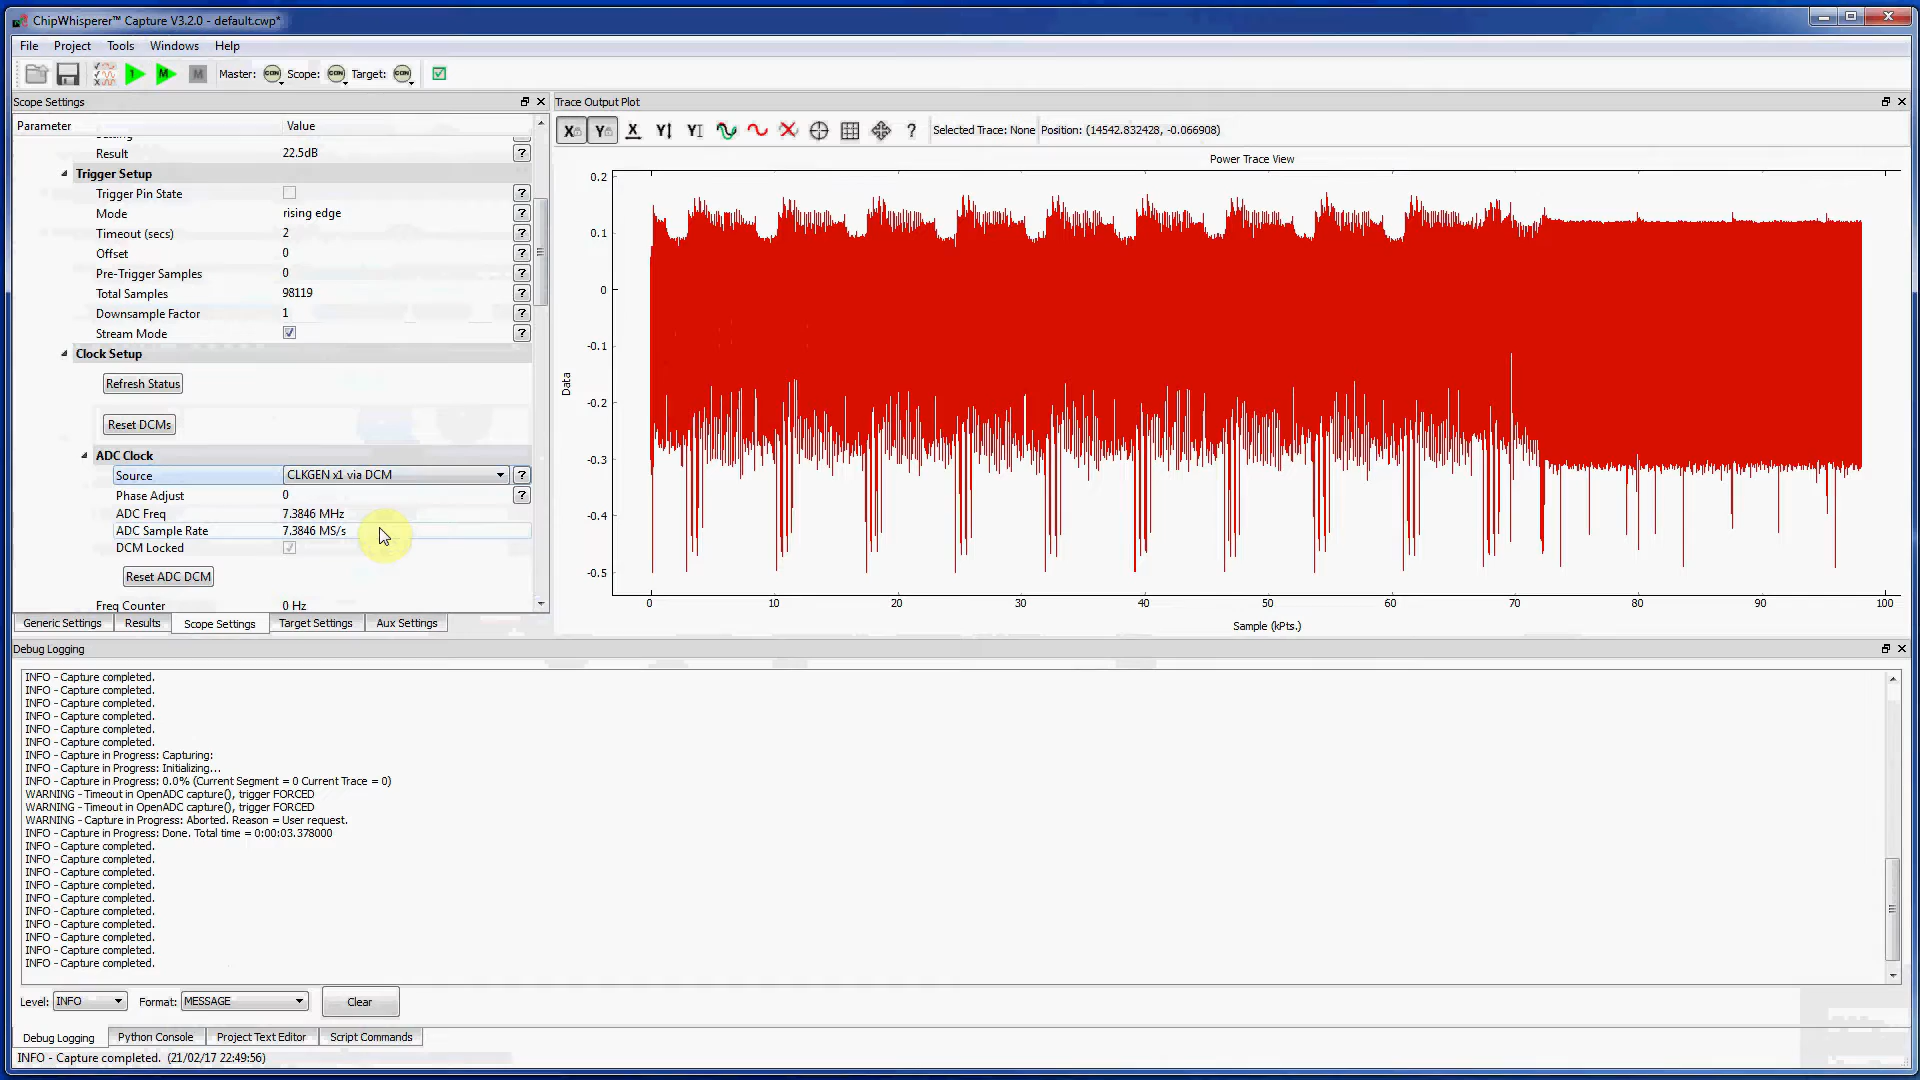 ChipWhisperer™ Capture V3.2.0 - default.cwp*
File Project Tools Windows Help
1 M M Master: CON Scope: CON Target: CON
Scope Settings
Parameter Value
Result 22.5dB ?
Trigger Setup
Trigger Pin State ?
Mode rising edge ?
Timeout (secs) 2 ?
Offset 0 ?
Pre-Trigger Samples 0 ?
Total Samples 98119 ?
Downsample Factor 1 ?
Stream Mode ?
Clock Setup
Refresh Status
Reset DCMs
ADC Clock
Source CLKGEN x1 via DCM ?
Phase Adjust 0 ?
ADC Freq 7.3846 MHz
ADC Sample Rate 7.3846 MS/s
DCM Locked
Reset ADC DCM
Freq Counter 0 Hz
Generic Settings Results Scope Settings Target Settings Aux Settings
Trace Output Plot
X Y X Y Y ? Selected Trace: None Position: (14542.832428, -0.066908)
Power Trace View
0.2
0.1
0
-0.1
-0.2
-0.3
-0.4
-0.5
Data
0 10 20 30 40 50 60 70 80 90 100
Sample (kPts.)
Debug Logging
INFO - Capture completed.
INFO - Capture completed.
INFO - Capture completed.
INFO - Capture completed.
INFO - Capture completed.
INFO - Capture completed.
INFO - Capture in Progress: Capturing:
INFO - Capture in Progress: Initializing...
INFO - Capture in Progress: 0.0% (Current Segment = 0 Current Trace = 0)
WARNING - Timeout in OpenADC capture(), trigger FORCED
WARNING - Timeout in OpenADC capture(), trigger FORCED
WARNING - Capture in Progress: Aborted. Reason = User request.
INFO - Capture in Progress: Done. Total time = 0:00:03.378000
INFO - Capture completed.
INFO - Capture completed.
INFO - Capture completed.
INFO - Capture completed.
INFO - Capture completed.
INFO - Capture completed.
INFO - Capture completed.
INFO - Capture completed.
INFO - Capture completed.
INFO - Capture completed.
Level: INFO Format: MESSAGE Clear
Debug Logging Python Console Project Text Editor Script Commands
INFO - Capture completed. (21/02/17 22:49:56)